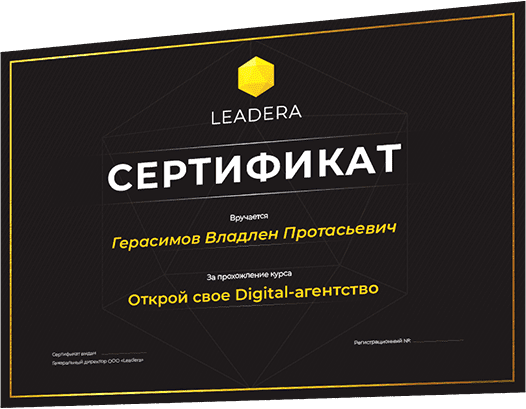 LEADERA
СЕРТИФИКАТ
Вручается
Герасимов Владлен Протасьевич
За прохождение курса
Открой свое Digital-агентство
Сертификат выдал
Генеральный директор ООО «Leadera»
Регистрационный №